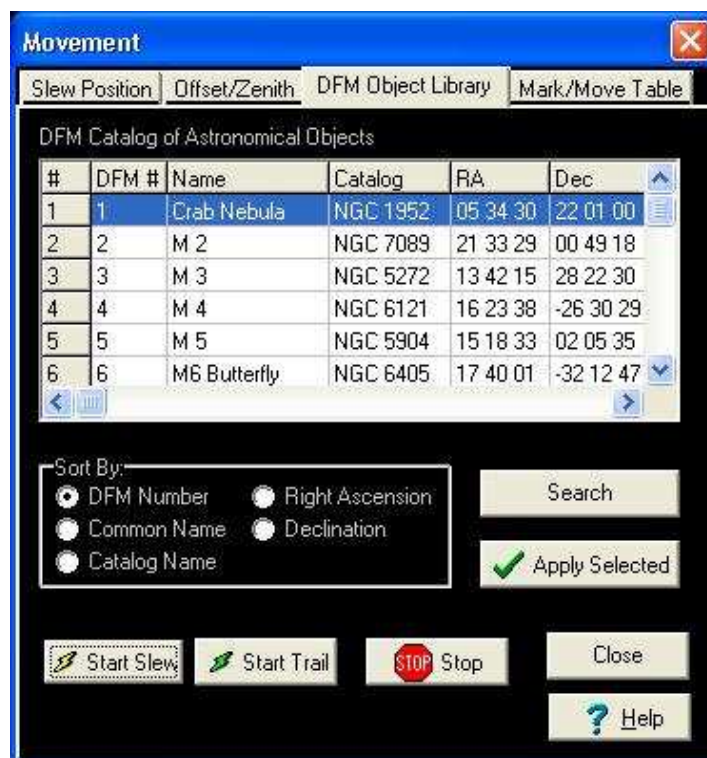 Movement
Slew Position Offset/Zenith DFM Object Library Mark/Move Table
DFM Catalog of Astronomical Objects
# DFM # Name Catalog RA Dec
1 1 Crab Nebula NGC 1952 05 34 30 22 01 00
2 2 M 2 NGC 7089 21 33 29 00 49 18
3 3 M 3 NGC 5272 13 42 15 28 22 30
4 4 M 4 NGC 6121 16 23 38 -26 30 29
5 5 M 5 NGC 5904 15 18 33 02 05 35
6 6 M6 Butterfly NGC 6405 17 40 01 -32 12 47
Sort By:
DFM Number Right Ascension
Common Name Declination
Catalog Name
Search
Apply Selected
Start Slew Start Trail STOP Stop Close
? Help